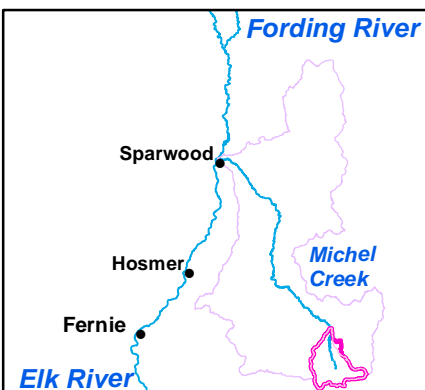 Fording River
Sparwood
Michel
Creek
Hosmer
Fernie
Elk River